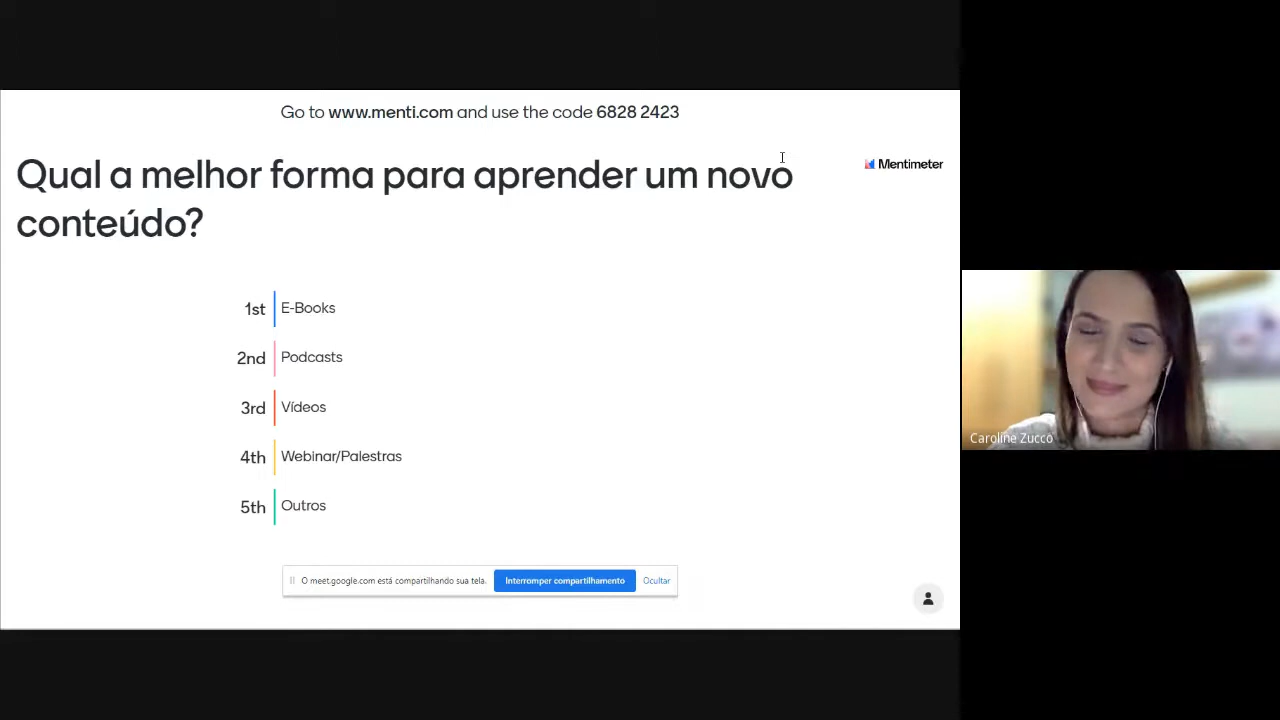 Go to www.menti.com and use the code 6828 2423
Mentimeter
Qual a melhor forma para aprender um novo
conteúdo?
1st E-Books
2nd Podcasts
3rd Vídeos
4th Webinar/Palestras
5th Outros
O meet.google.com está compartilhando sua tela. Interromper compartilhamento Ocultar
Caroline Zucco